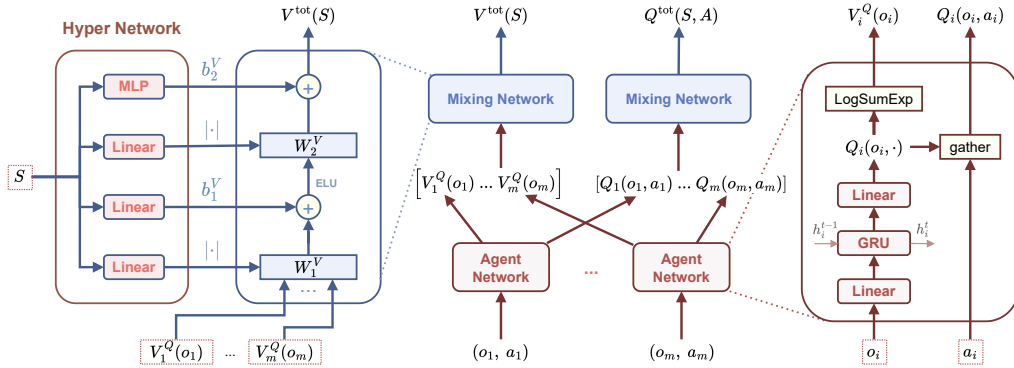 V^tot(S)
V^tot(S)
Q^tot(S, A)
V_i^Q(o_i)
Q_i(o_i, a_i)
Hyper Network
b_2^V
MLP
+
Mixing Network
Mixing Network
LogSumExp
|·|
Linear
W_2^V
Q_i(o_i, ·)
gather
S
ELU
[V_1^Q(o_1) ... V_m^Q(o_m)]
[Q_1(o_1, a_1) ... Q_m(o_m, a_m)]
b_1^V
Linear
+
Linear
h_i^{t-1}
GRU
h_i^t
|·|
Linear
W_1^V
Agent
Network
...
Agent
Network
Linear
...
V_1^Q(o_1) ... V_m^Q(o_m)
(o_1, a_1)
(o_m, a_m)
o_i
a_i